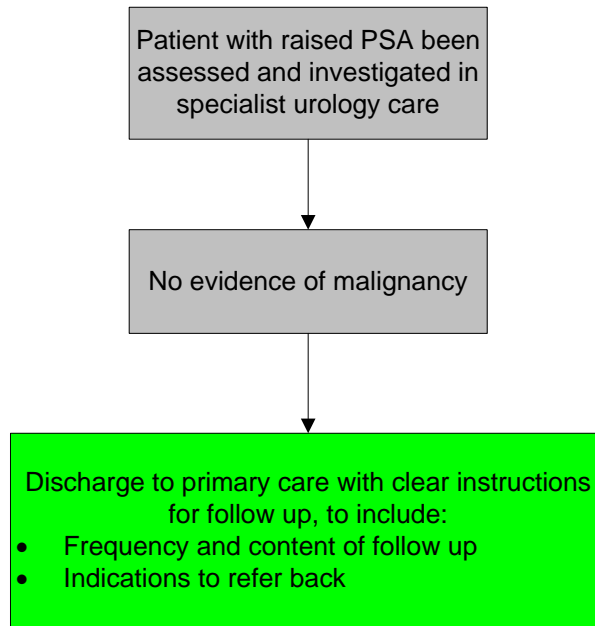 Patient with raised PSA been
assessed and investigated in
specialist urology care
No evidence of malignancy
Discharge to primary care with clear instructions
for follow up, to include:
• Frequency and content of follow up
• Indications to refer back